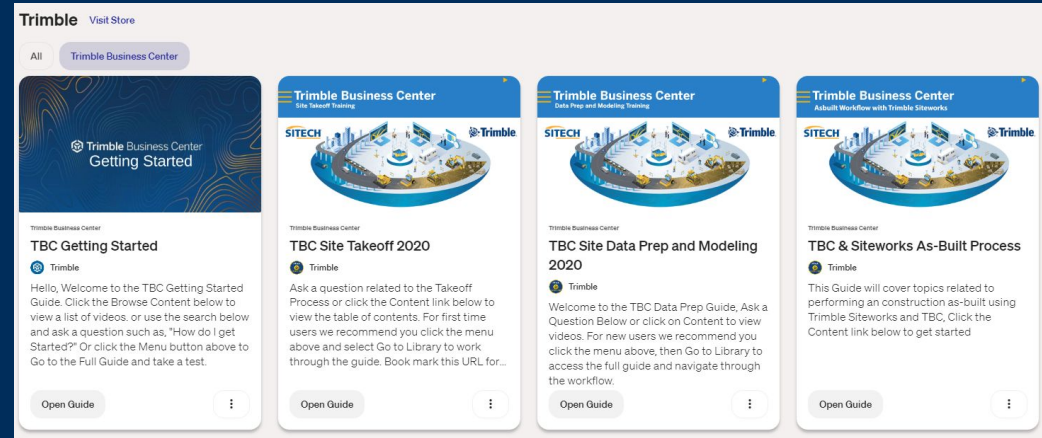 Trimble Visit Store
All Trimble Business Center
Trimble Business Center
Getting Started
Trimble Business Center
TBC Getting Started
Trimble
Hello, Welcome to the TBC Getting Started
Guide. Click the Browse Content below to
view a list of videos. or use the search below
and ask a question such as, "How do I get
Started?" Or click the Menu button above to
Go to the Full Guide and take a test.
Open Guide
Trimble Business Center
Site Takeoff Training
SITECH Trimble
Trimble Business Center
TBC Site Takeoff 2020
Trimble
Ask a question related to the Takeoff
Process or click the Content link below to
view the table of contents. For first time
users we recommend you click the menu
above and select Go to Library to work
through the guide. Book mark this URL for...
Open Guide
Trimble Business Center
Data Prep and Modeling Training
SITECH Trimble
Trimble Business Center
TBC Site Data Prep and Modeling
2020
Trimble
Welcome to the TBC Data Prep Guide, Ask a
Question Below or click on Content to view
videos. For new users we recommend you
click the menu above, then Go to Library to
access the full guide and navigate through
the workflow.
Open Guide
Trimble Business Center
Asbuilt Workflow with Trimble Siteworks
SITECH Trimble
Trimble Business Center
TBC & Siteworks As-Built Process
Trimble
This Guide will cover topics related to
performing an construction as-built using
Trimble Siteworks and TBC, Click the
Content link below to get started
Open Guide